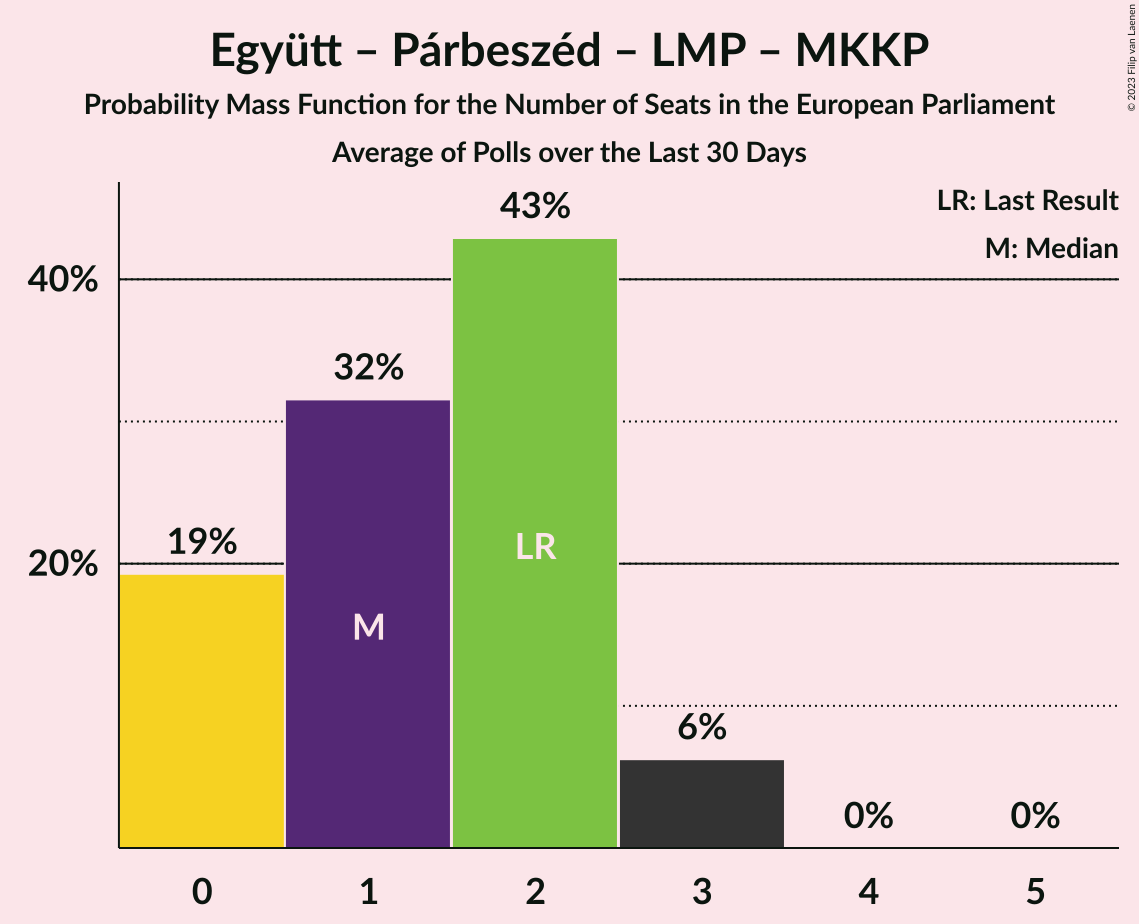 Együtt – Párbeszéd – LMP – MKKP
Probability Mass Function for the Number of Seats in the European Parliament
Average of Polls over the Last 30 Days
© 2023 Filip van Laenen
LR: Last Result
M: Median
43%
40%
32%
LR
19%
20%
M
6%
0%
0%
0
1
2
3
4
5